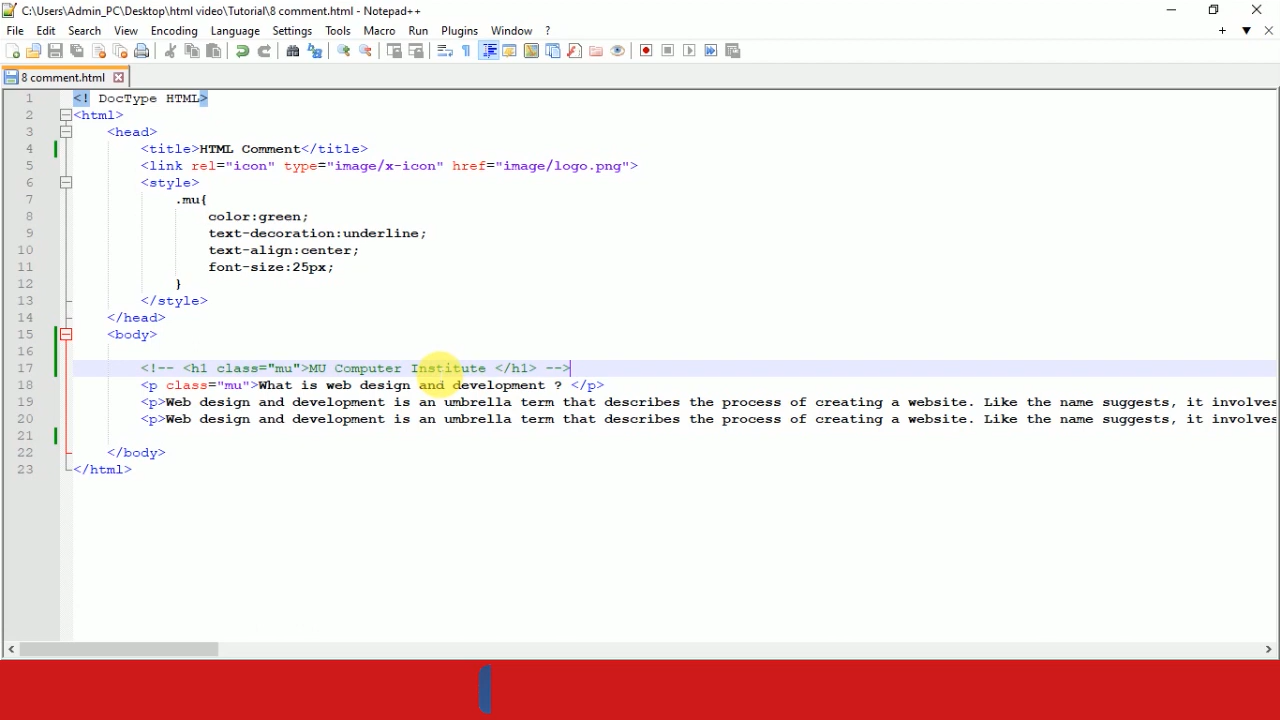 C:\Users\Admin_PC\Desktop\html video\Tutorial\8 comment.html - Notepad++
File Edit Search View Encoding Language Settings Tools Macro Run Plugins Window ?
8 comment.html
1 <! DocType HTML>
2 <html>
3 <head>
4 <title>HTML Comment</title>
5 <link rel="icon" type="image/x-icon" href="image/logo.png">
6 <style>
7 .mu{
8 color:green;
9 text-decoration:underline;
10 text-align:center;
11 font-size:25px;
12 }
13 </style>
14 </head>
15 <body>
16
17 <!-- <h1 class="mu">MU Computer Institute </h1> -->
18 <p class="mu">What is web design and development ? </p>
19 <p>Web design and development is an umbrella term that describes the process of creating a website. Like the name suggests, it involves
20 <p>Web design and development is an umbrella term that describes the process of creating a website. Like the name suggests, it involves
21
22 </body>
23 </html>